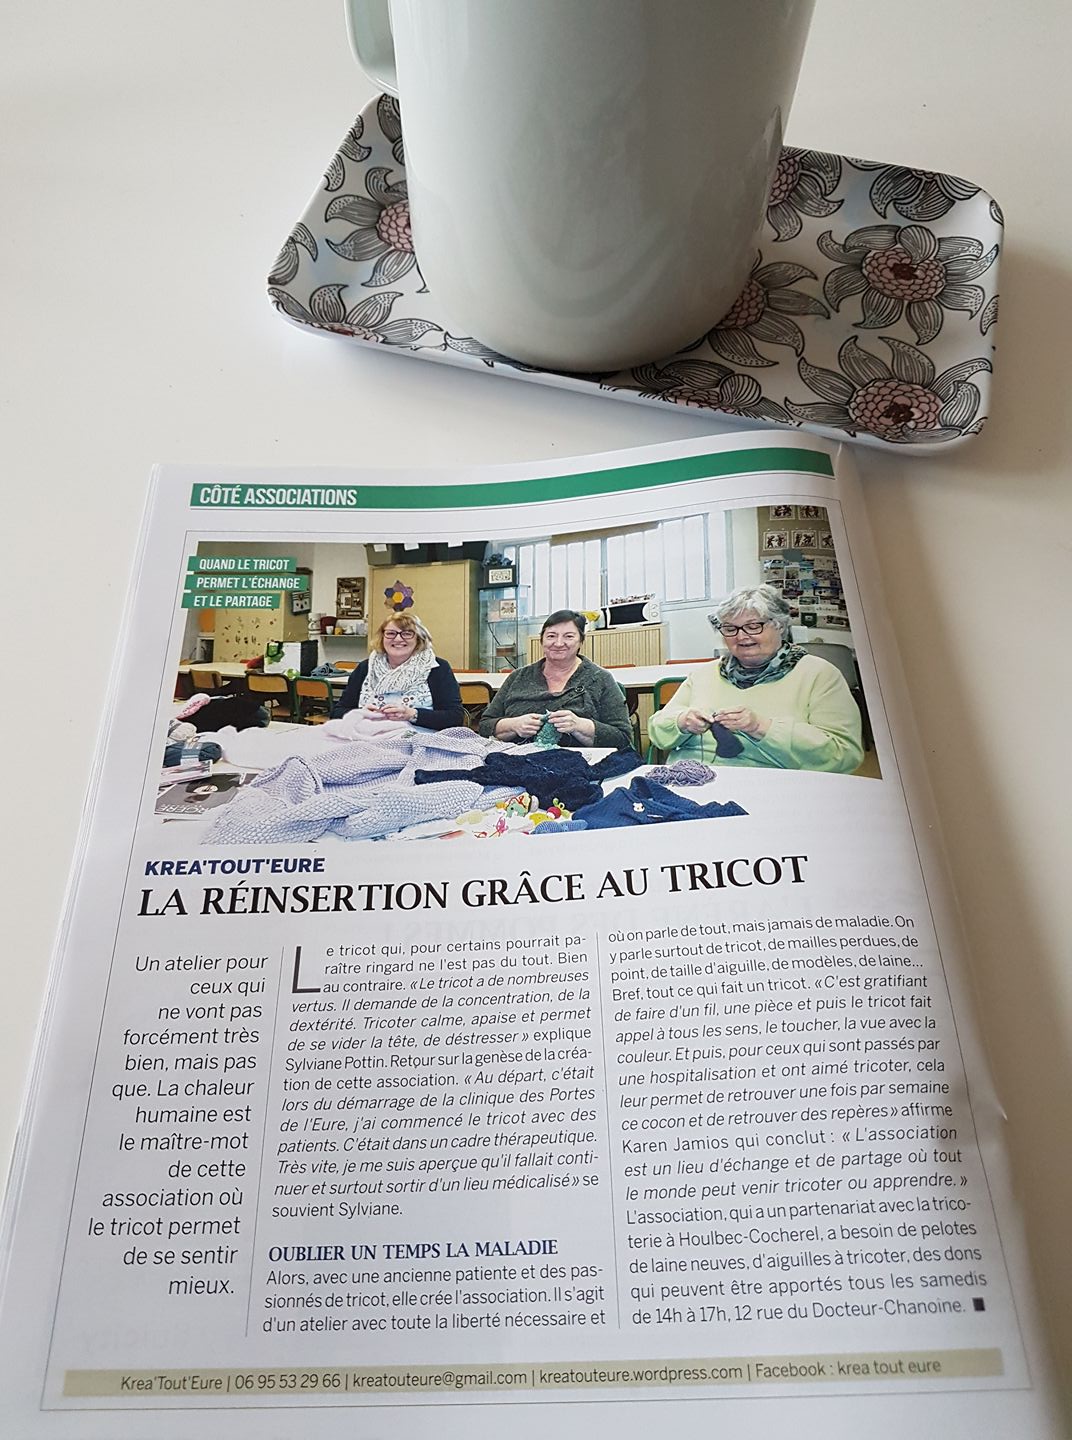 CÔTÉ ASSOCIATIONS
QUAND LE TRICOT
PERMET L'ÉCHANGE
ET LE PARTAGE
KREA'TOUT'EURE
LA RÉINSERTION GRÂCE AU TRICOT
Un atelier pour
ceux qui
ne vont pas
forcément très
bien, mais pas
que. La chaleur
humaine est
le maître-mot
de cette
association où
le tricot permet
de se sentir
mieux.
Le tricot qui, pour certains pourrait pa-
raître ringard ne l'est pas du tout. Bien
au contraire. «Le tricot a de nombreuses
vertus. Il demande de la concentration, de la
dextérité. Tricoter calme, apaise et permet
de se vider la tête, de déstresser» explique
Sylviane Pottin. Retour sur la genèse de la créa-
tion de cette association. «Au départ, c'était
lors du démarrage de la clinique des Portes
de l'Eure, j'ai commencé le tricot avec des
patients. C'était dans un cadre thérapeutique.
Très vite, je me suis aperçue qu'il fallait conti-
nuer et surtout sortir d'un lieu médicalisé» se
souvient Sylviane.
OUBLIER UN TEMPS LA MALADIE
Alors, avec une ancienne patiente et des pas-
sionnés de tricot, elle crée l'association. Il s'agit
d'un atelier avec toute la liberté nécessaire et
où on parle de tout, mais jamais de maladie. On
y parle surtout de tricot, de mailles perdues, de
point, de taille d'aiguille, de modèles, de laine...
Bref, tout ce qui fait un tricot. «C'est gratifiant
de faire d'un fil, une pièce et puis le tricot fait
appel à tous les sens, le toucher, la vue avec la
couleur. Et puis, pour ceux qui sont passés par
une hospitalisation et ont aimé tricoter, cela
leur permet de retrouver une fois par semaine
ce cocon et de retrouver des repères» affirme
Karen Jamios qui conclut : « L'association
est un lieu d'échange et de partage où tout
le monde peut venir tricoter ou apprendre. »
L'association, qui a un partenariat avec la trico-
terie à Houlbec-Cocherel, a besoin de pelotes
de laine neuves, d'aiguilles à tricoter, des dons
qui peuvent être apportés tous les samedis
de 14h à 17h, 12 rue du Docteur-Chanoine. ■
Krea'Tout'Eure | 06 95 53 29 66 | kreatouteure@gmail.com | kreatouteure.wordpress.com | Facebook : krea tout eure